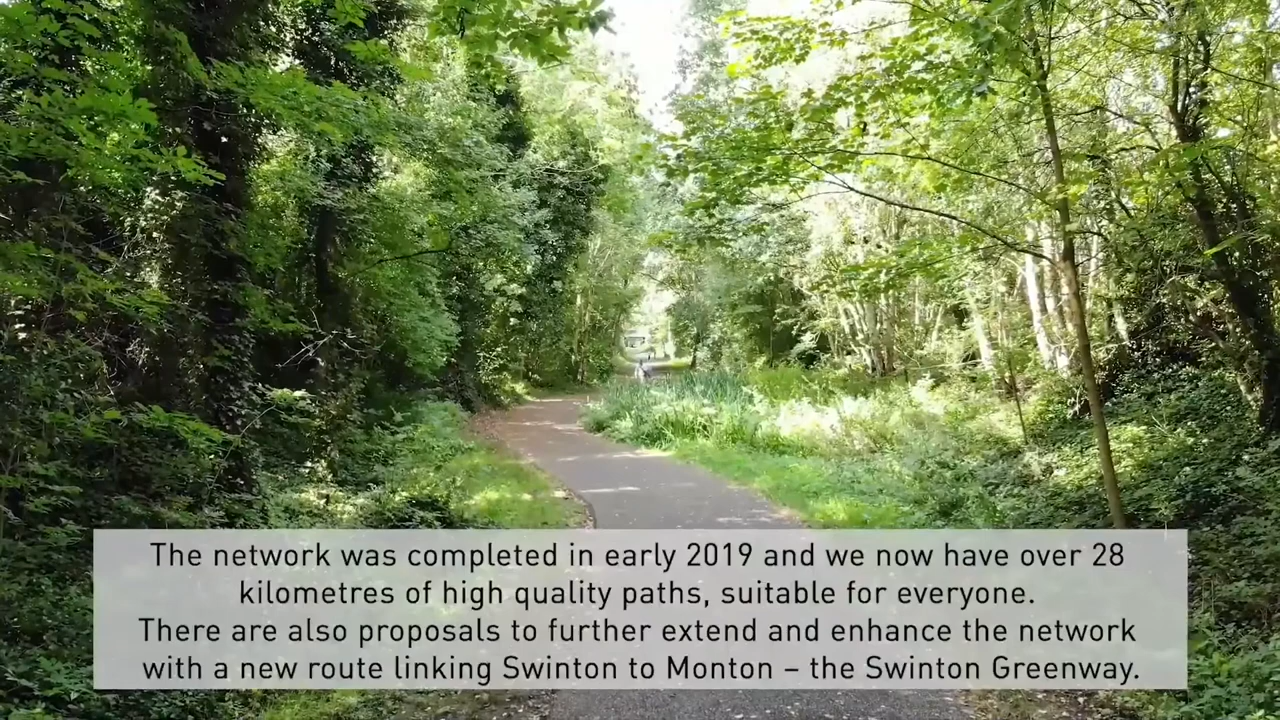 The network was completed in early 2019 and we now have over 28
kilometres of high quality paths, suitable for everyone.
There are also proposals to further extend and enhance the network
with a new route linking Swinton to Monton – the Swinton Greenway.